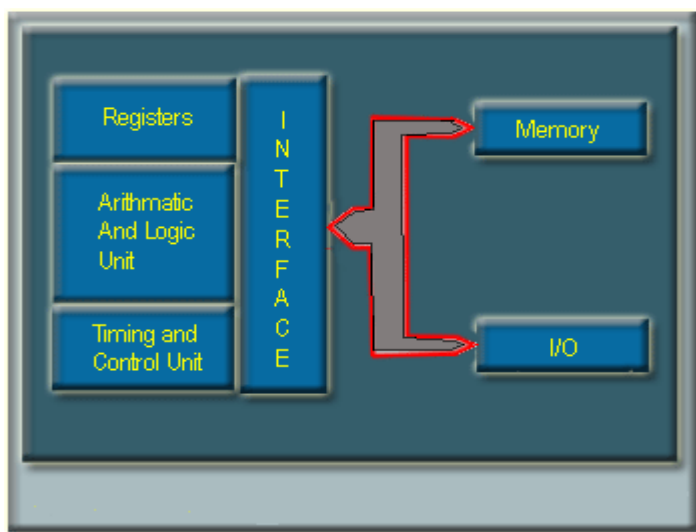 Registers
Arithmatic
And Logic
Unit
Timing and
Control Unit
I
N
T
E
R
F
A
C
E
Memory
I/O